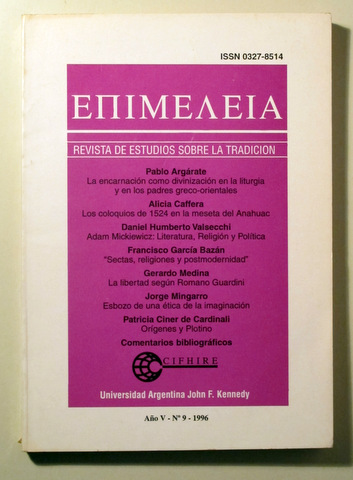 ISSN 0327-8514
ΕΠΙΜΕΛΕΙΑ
REVISTA DE ESTUDIOS SOBRE LA TRADICION
Pablo Argárate
La encarnación como divinización en la liturgia
y en los padres greco-orientales
Alicia Caffera
Los coloquios de 1524 en la meseta del Anahuac
Daniel Humberto Valsecchi
Adam Mickiewicz: Literatura, Religión y Política
Francisco García Bazán
"Sectas, religiones y postmodernidad"
Gerardo Medina
La libertad según Romano Guardini
Jorge Mingarro
Esbozo de una ética de la imaginación
Patricia Ciner de Cardinali
Orígenes y Plotino
Comentarios bibliográficos
CIFHIRE
Universidad Argentina John F. Kennedy
Año V - Nº 9 - 1996